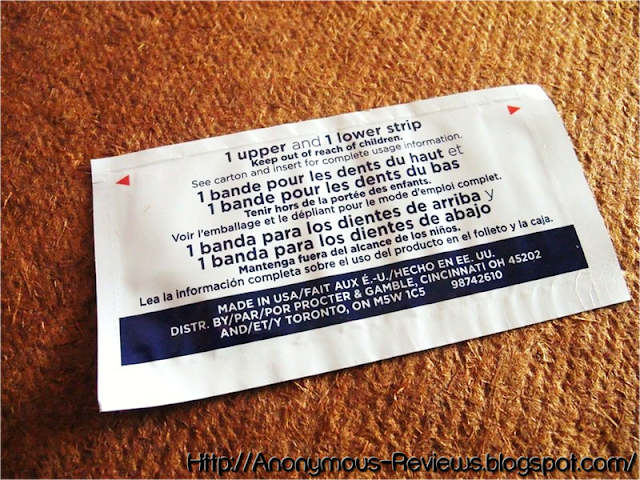 1 upper and 1 lower strip
Keep out of reach of children.
See carton and insert for complete usage information.
1 bande pour les dents du haut et
1 bande pour les dents du bas
Tenir hors de la portée des enfants.
Voir l'emballage et le dépliant pour le mode d'emploi complet.
1 banda para los dientes de arriba y
1 banda para los dientes de abajo
Mantenga fuera del alcance de los niños.
Lea la información completa sobre el uso del producto en el folleto y la caja.
MADE IN USA/FAIT AUX É.-U./HECHO EN EE. UU.
DISTR. BY/PAR/POR PROCTER & GAMBLE, CINCINNATI OH 45202
AND/ET/Y TORONTO, ON M5W 1C5 98742610
Http://Anonymous-Reviews.blogspot.com/